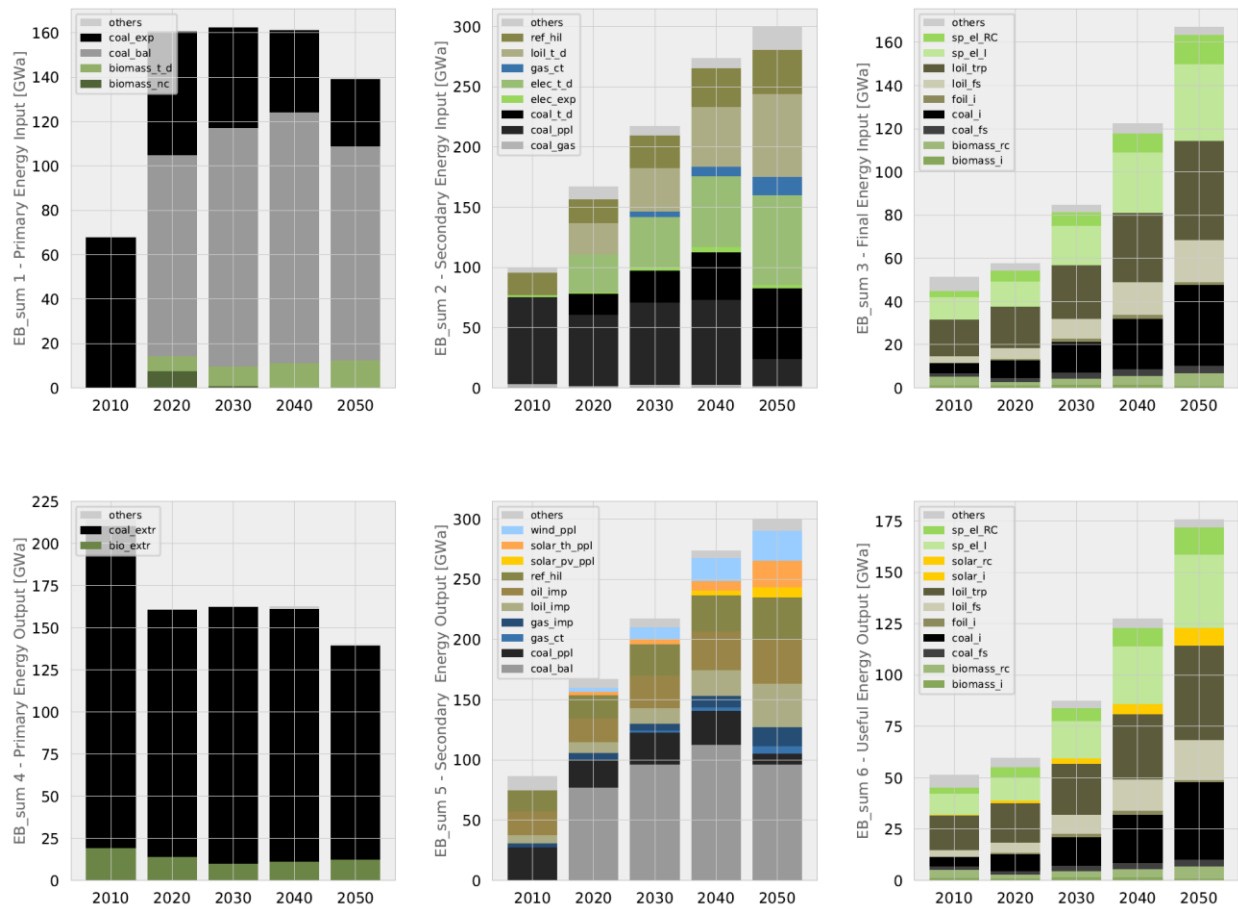 EB_sum 1 - Primary Energy Input [GWa]
160
140
120
100
80
60
40
20
0
others
coal_exp
coal_bal
biomass_t_d
biomass_nc
2010 2020 2030 2040 2050
EB_sum 2 - Secondary Energy Input [GWa]
300
250
200
150
100
50
0
others
ref_hil
loil_t_d
gas_ct
elec_t_d
elec_exp
coal_t_d
coal_ppl
coal_gas
2010 2020 2030 2040 2050
EB_sum 3 - Final Energy Input [GWa]
160
140
120
100
80
60
40
20
0
others
sp_el_RC
sp_el_I
loil_trp
loil_fs
foil_i
coal_i
coal_fs
biomass_rc
biomass_i
2010 2020 2030 2040 2050
EB_sum 4 - Primary Energy Output [GWa]
225
200
175
150
125
100
75
50
25
0
others
coal_extr
bio_extr
2010 2020 2030 2040 2050
EB_sum 5 - Secondary Energy Output [GWa]
300
250
200
150
100
50
0
others
wind_ppl
solar_th_ppl
solar_pv_ppl
ref_hil
oil_imp
loil_imp
gas_imp
gas_ct
coal_ppl
coal_bal
2010 2020 2030 2040 2050
EB_sum 6 - Useful Energy Output [GWa]
175
150
125
100
75
50
25
0
others
sp_el_RC
sp_el_I
solar_rc
solar_i
loil_trp
loil_fs
foil_i
coal_i
coal_fs
biomass_rc
biomass_i
2010 2020 2030 2040 2050